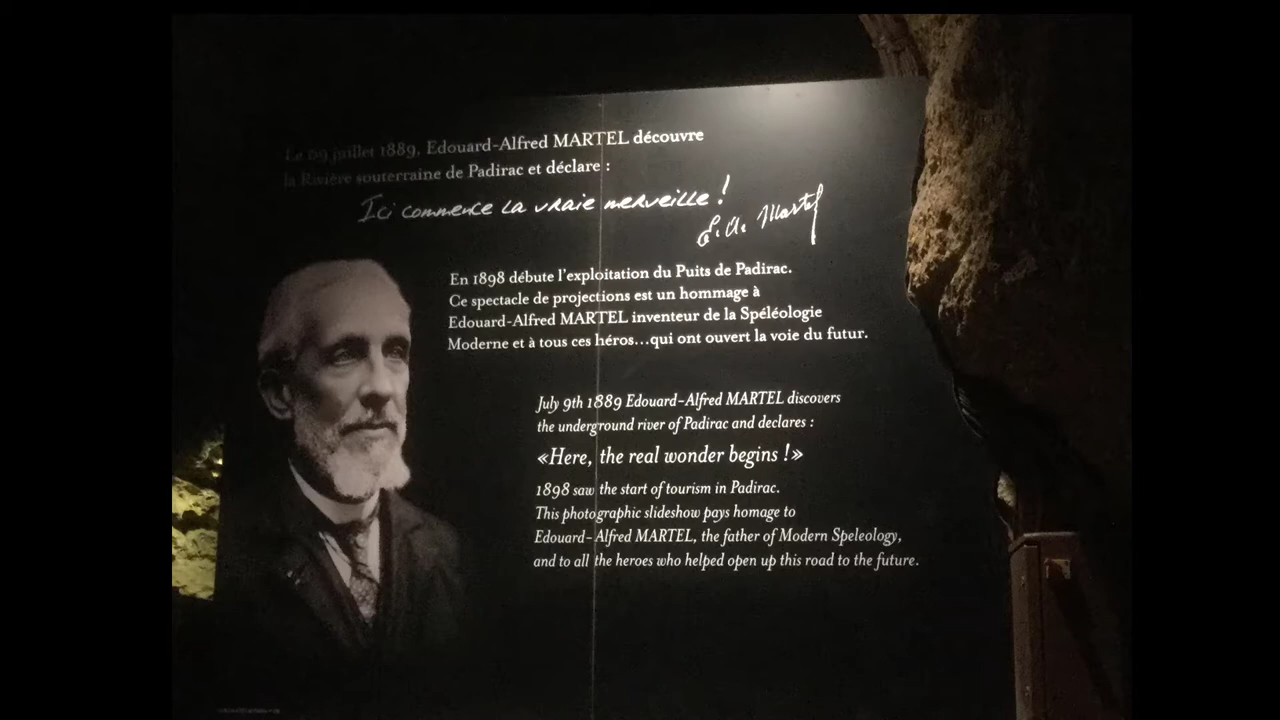 Le 09 juillet 1889, Edouard-Alfred MARTEL découvre
la Rivière souterraine de Padirac et déclare :
Ici commence la vraie merveille !
E. A. Martel
En 1898 débute l'exploitation du Puits de Padirac.
Ce spectacle de projections est un hommage à
Edouard-Alfred MARTEL inventeur de la Spéléologie
Moderne et à tous ces héros...qui ont ouvert la voie du futur.
July 9th 1889 Edouard-Alfred MARTEL discovers
the underground river of Padirac and declares :
«Here, the real wonder begins !»
1898 saw the start of tourism in Padirac.
This photographic slideshow pays homage to
Edouard-Alfred MARTEL, the father of Modern Speleology,
and to all the heroes who helped open up this road to the future.